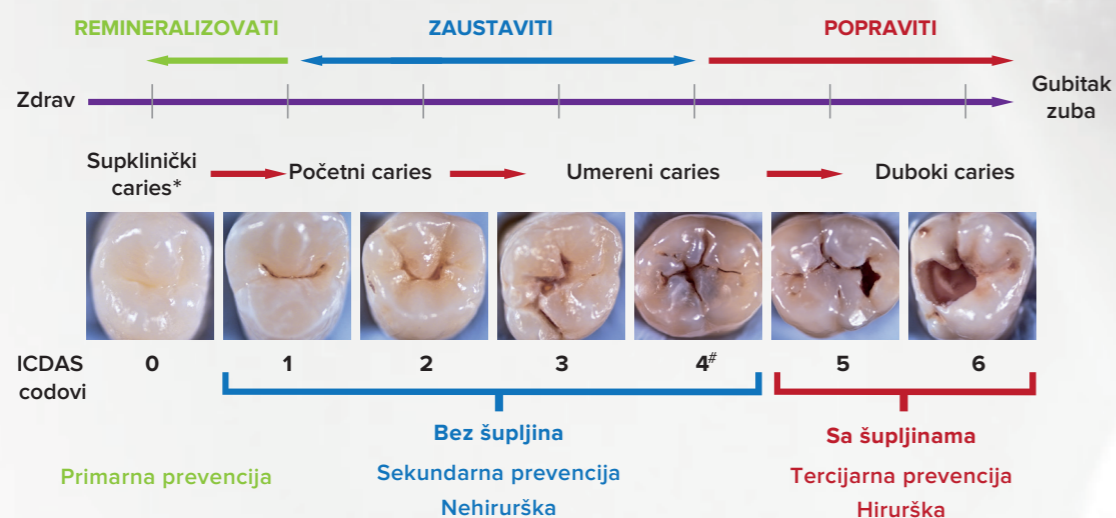 REMINERALIZOVATI ZAUSTAVITI POPRAVITI
Zdrav
Gubitak
zuba
Supklinički
caries*
Početni caries
Umereni caries
Duboki caries
ICDAS
codovi
0 1 2 3 4# 5 6
Bez šupljina
Sa šupljinama
Primarna prevencija
Sekundarna prevencija
Nehirurška
Tercijarna prevencija
Hirurška